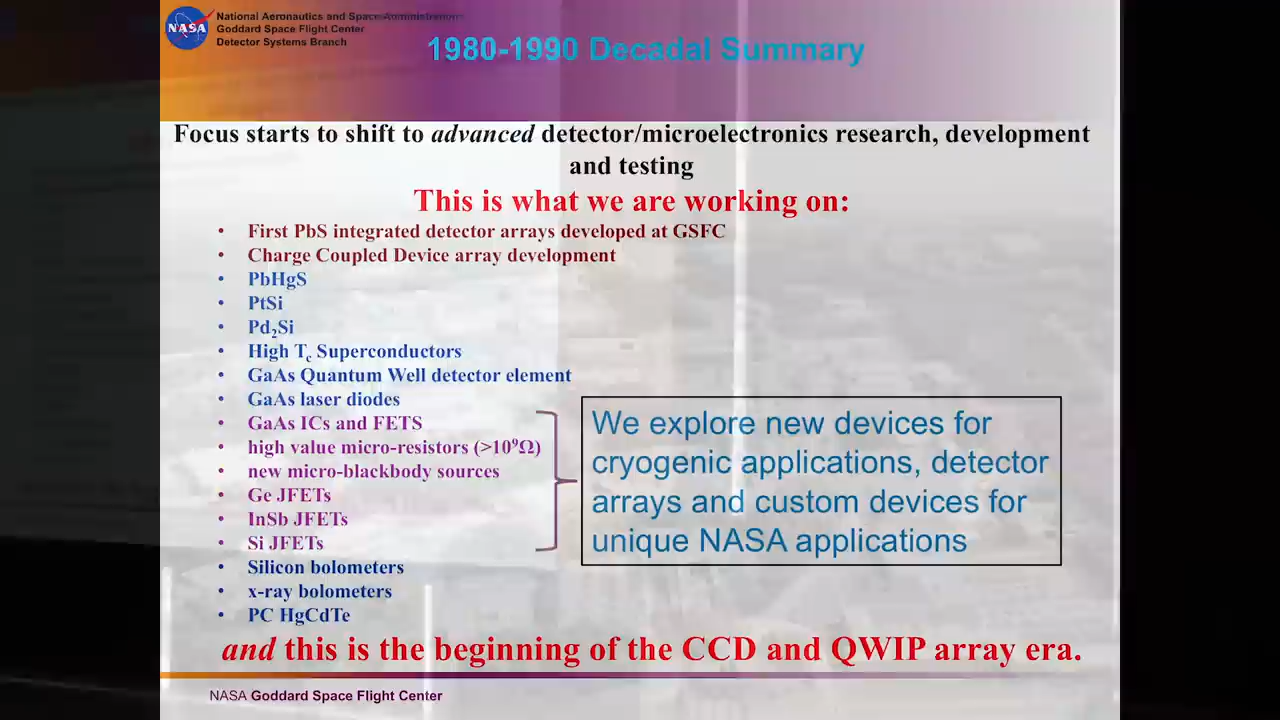 National Aeronautics and Space Administration
Goddard Space Flight Center
Detector Systems Branch
NASA
1980-1990 Decadal Summary
Focus starts to shift to advanced detector/microelectronics research, development
and testing
This is what we are working on:
• First PbS integrated detector arrays developed at GSFC
• Charge Coupled Device array development
• PbHgS
• PtSi
• Pd₂Si
• High Tc Superconductors
• GaAs Quantum Well detector element
• GaAs laser diodes
• GaAs ICs and FETS
• high value micro-resistors (>10⁹Ω)
• new micro-blackbody sources
• Ge JFETs
• InSb JFETs
• Si JFETs
We explore new devices for
cryogenic applications, detector
arrays and custom devices for
unique NASA applications
• Silicon bolometers
• x-ray bolometers
• PC HgCdTe
and this is the beginning of the CCD and QWIP array era.
NASA Goddard Space Flight Center